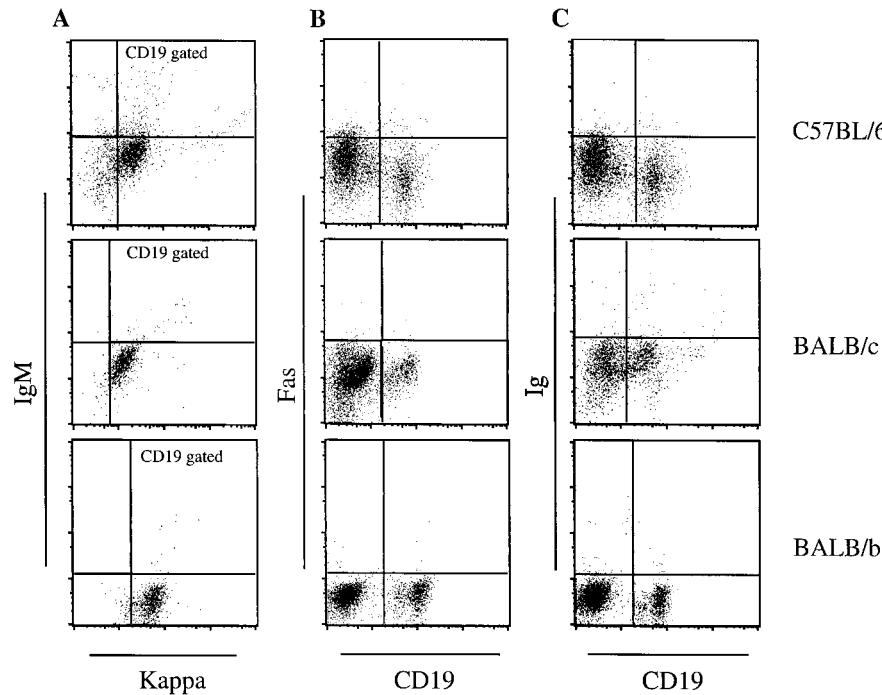 A B C
CD19 gated
C57BL/6
CD19 gated
BALB/c
IgM
Fas
Ig
CD19 gated
BALB/b
Kappa CD19 CD19